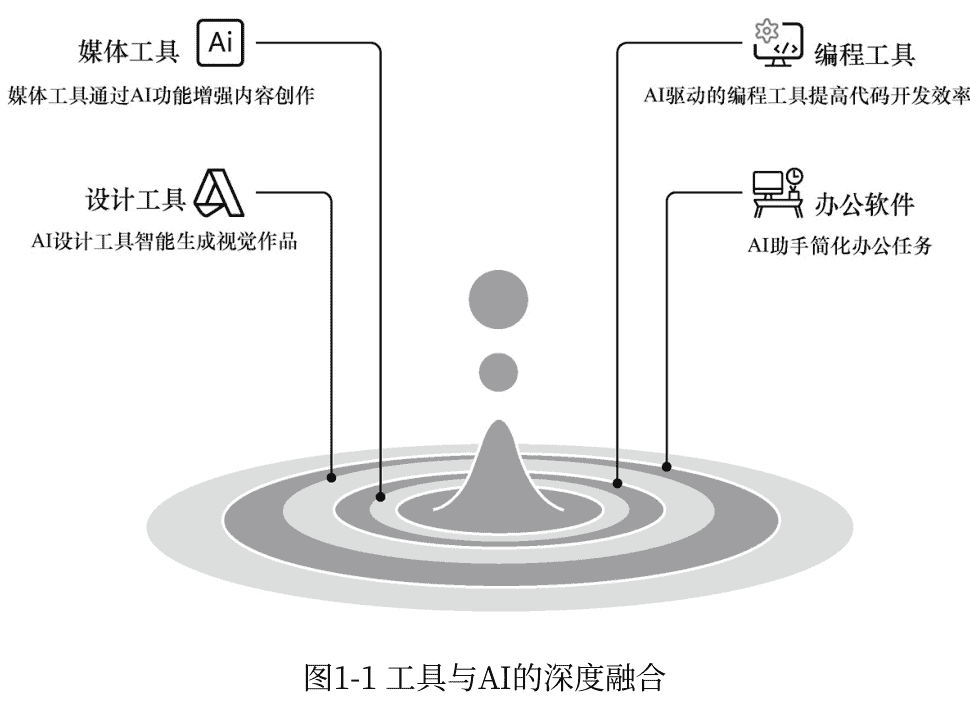 媒体工具
Ai
媒体工具通过AI功能增强内容创作
</>
编程工具
AI驱动的编程工具提高代码开发效率
设计工具
AI设计工具智能生成视觉作品
办公软件
AI助手简化办公任务
图1-1 工具与AI的深度融合